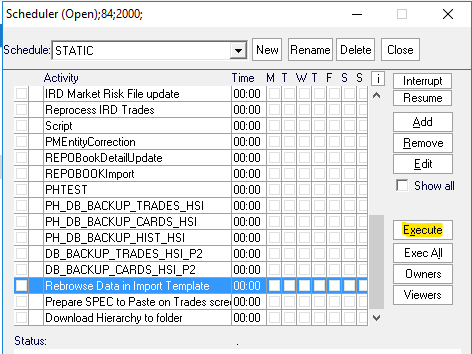 Scheduler (Open);84;2000;
Schedule: STATIC New Rename Delete Close
Activity Time M T W T F S S i Interrupt
IRD Market Risk File update 00:00 Resume
Reprocess IRD Trades 00:00
Script 00:00 Add
PMEntityCorrection 00:00 Remove
REPOBookDetailUpdate 00:00 Edit
REPOBOOKImport 00:00 Show all
PHTEST 00:00
PH_DB_BACKUP_TRADES_HSI 00:00
PH_DB_BACKUP_CARDS_HSI 00:00 Execute
PH_DB_BACKUP_HIST_HSI 00:00 Exec All
DB_BACKUP_TRADES_HSI_P2 00:00
DB_BACKUP_CARDS_HSI_P2 00:00 Owners
Rebrowse Data in Import Template 00:00 Viewers
Prepare SPEC to Paste on Trades scree 00:00
Download Hierarchy to folder 00:00
Status: .